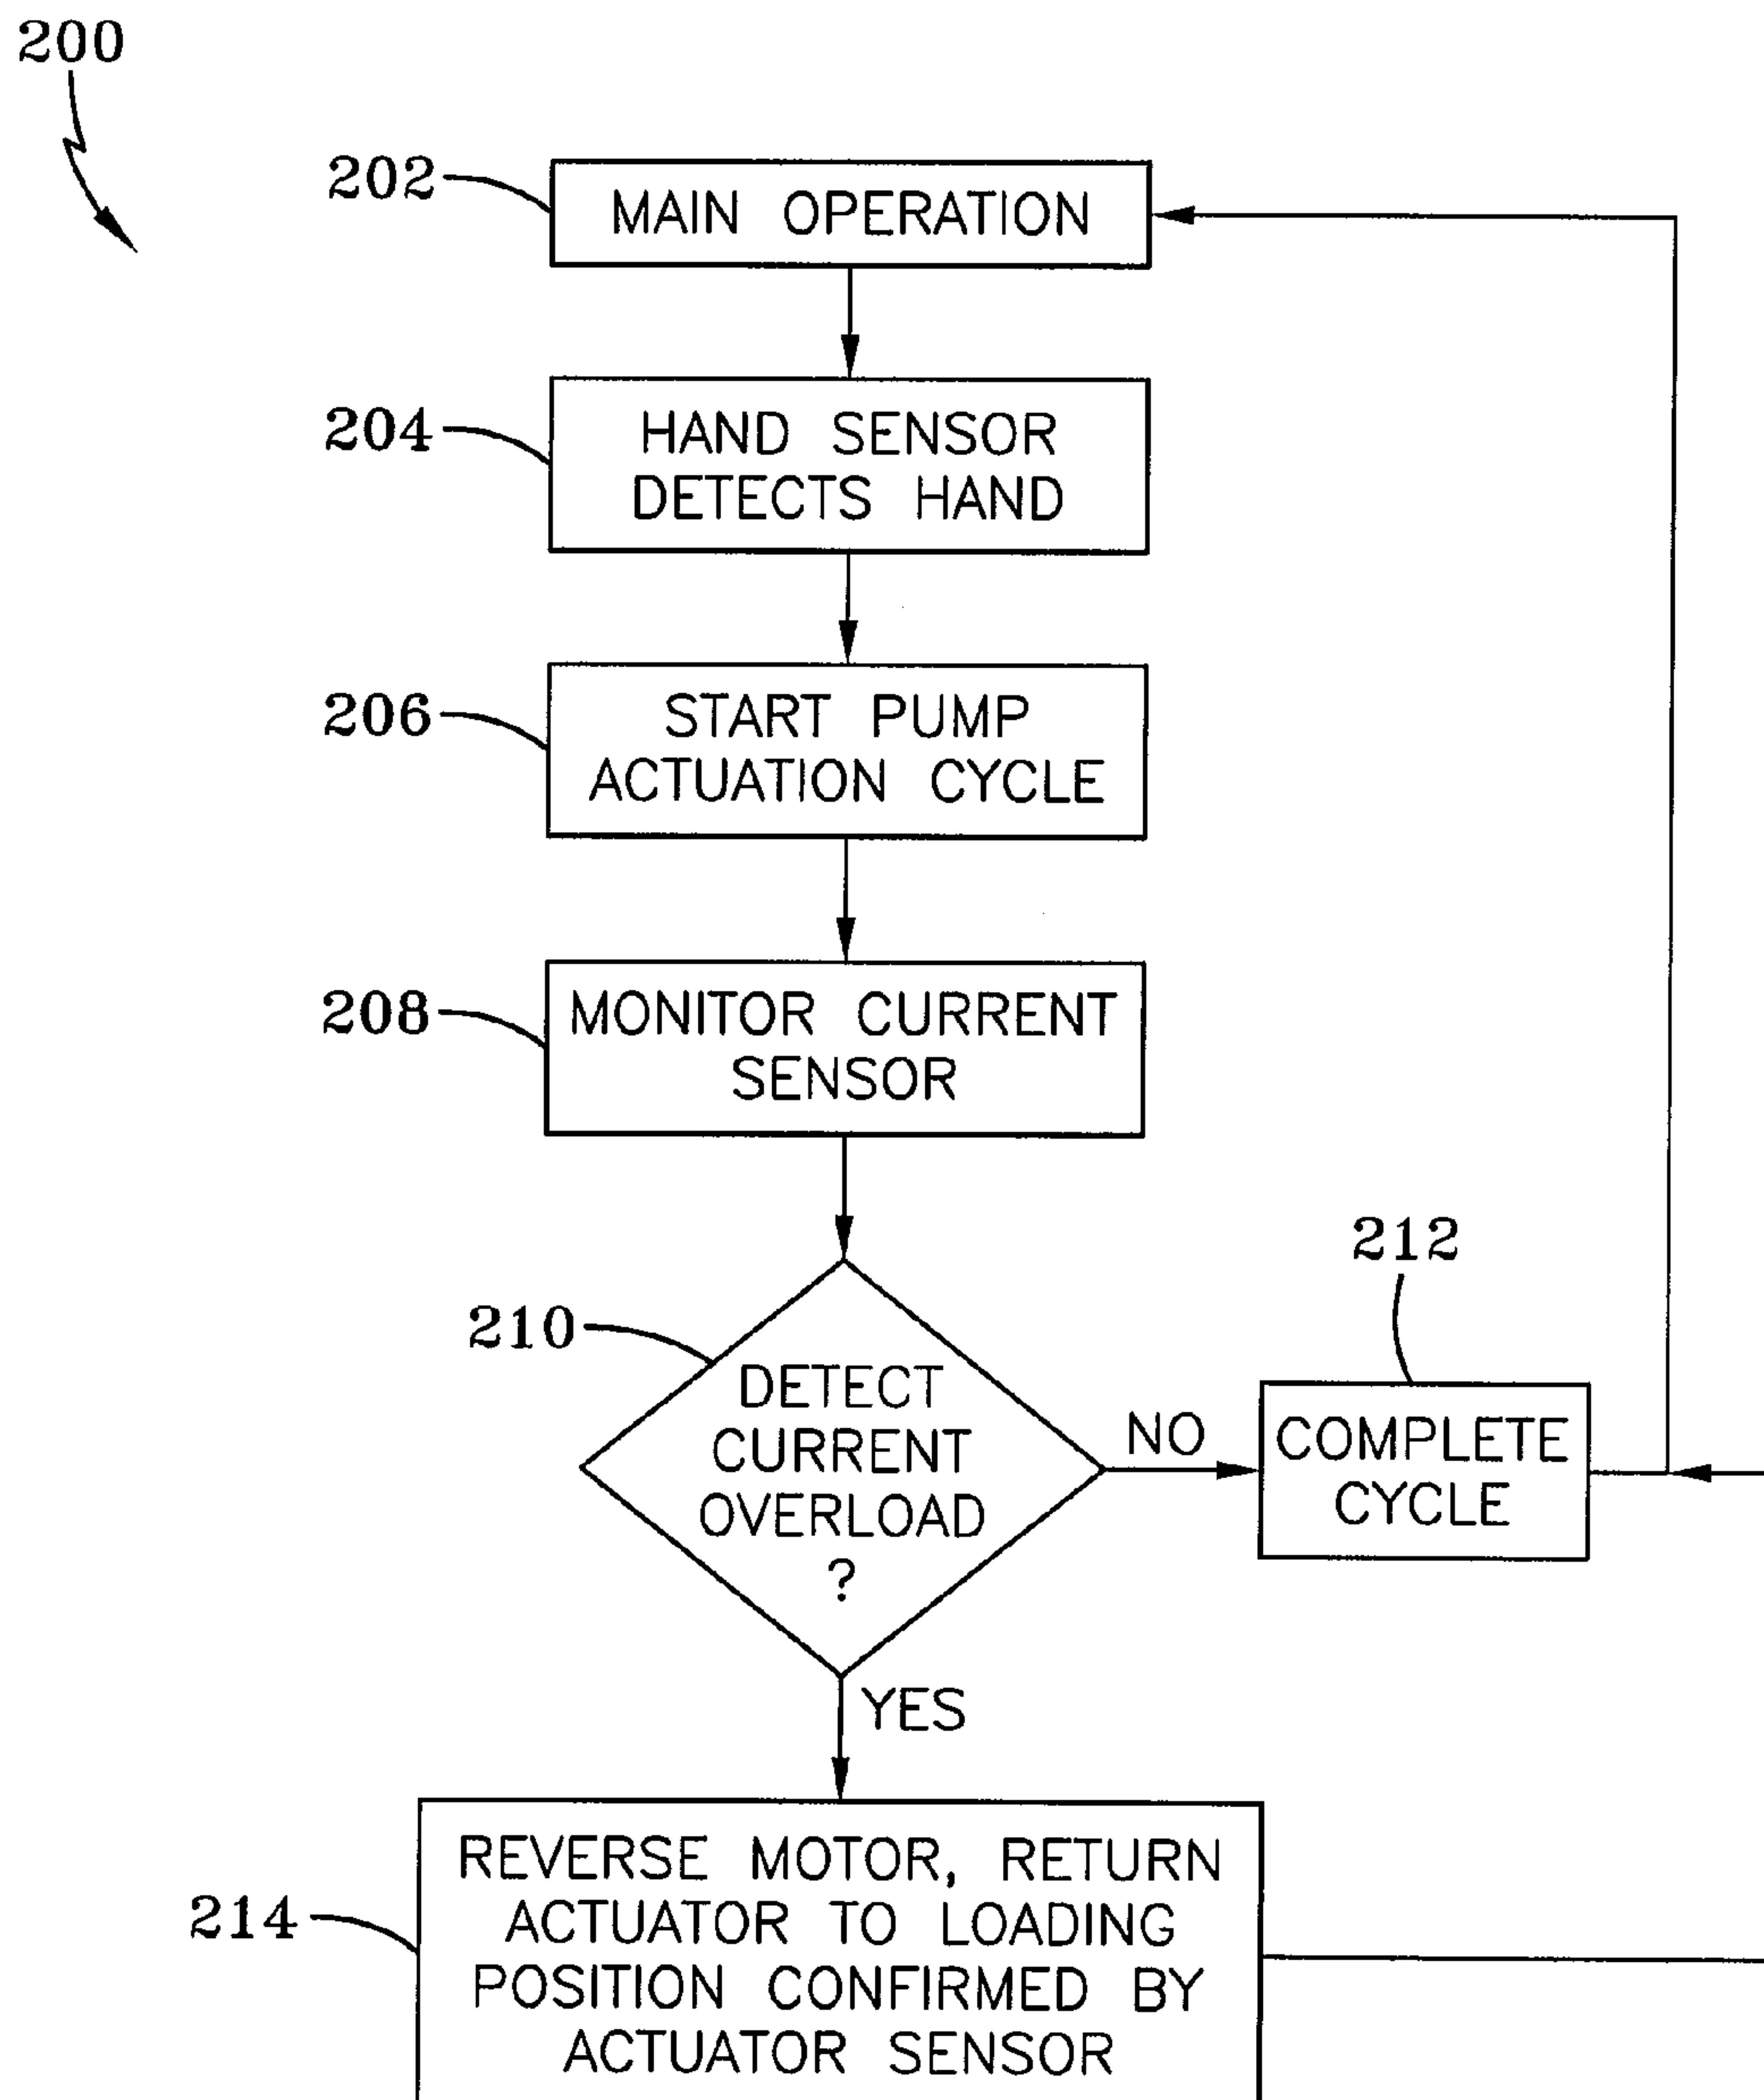 200
202
MAIN OPERATION
204
HAND SENSOR
DETECTS HAND
206
START PUMP
ACTUATION CYCLE
208
MONITOR CURRENT
SENSOR
210
DETECT
CURRENT
OVERLOAD
?
NO
212
COMPLETE
CYCLE
YES
214
REVERSE MOTOR, RETURN
ACTUATOR TO LOADING
POSITION CONFIRMED BY
ACTUATOR SENSOR